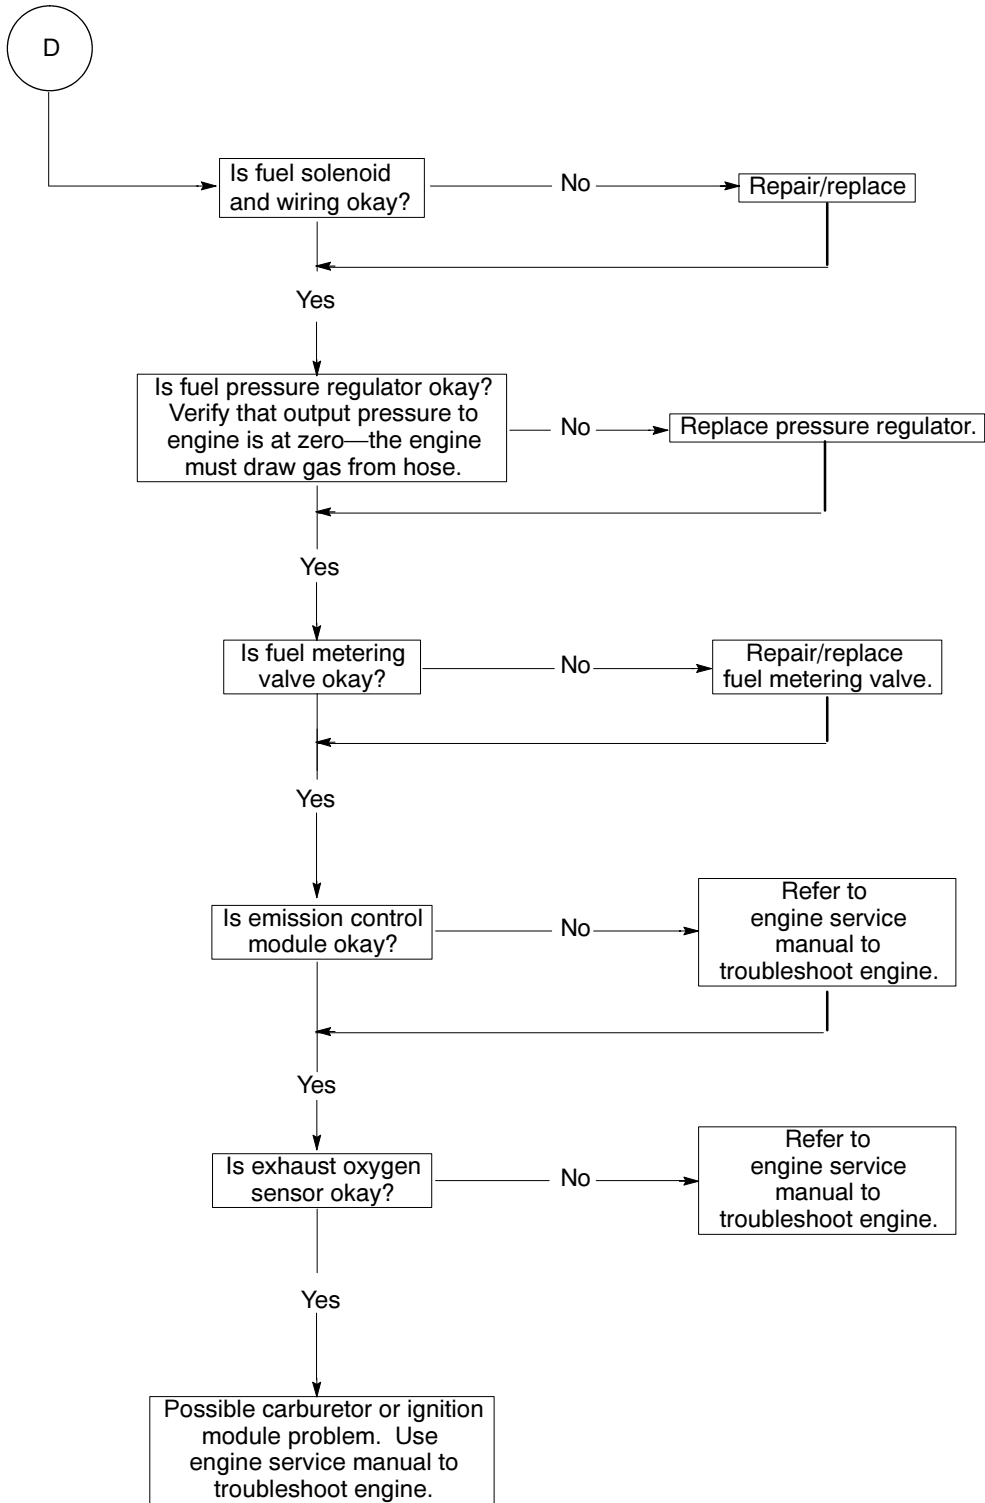 D
Is fuel solenoid
and wiring okay?
No
Repair/replace
Yes
Is fuel pressure regulator okay?
Verify that output pressure to
engine is at zero—the engine
must draw gas from hose.
No
Replace pressure regulator.
Yes
Is fuel metering
valve okay?
No
Repair/replace
fuel metering valve.
Yes
Is emission control
module okay?
No
Refer to
engine service
manual to
troubleshoot engine.
Yes
Is exhaust oxygen
sensor okay?
No
Refer to
engine service
manual to
troubleshoot engine.
Yes
Possible carburetor or ignition
module problem. Use
engine service manual to
troubleshoot engine.